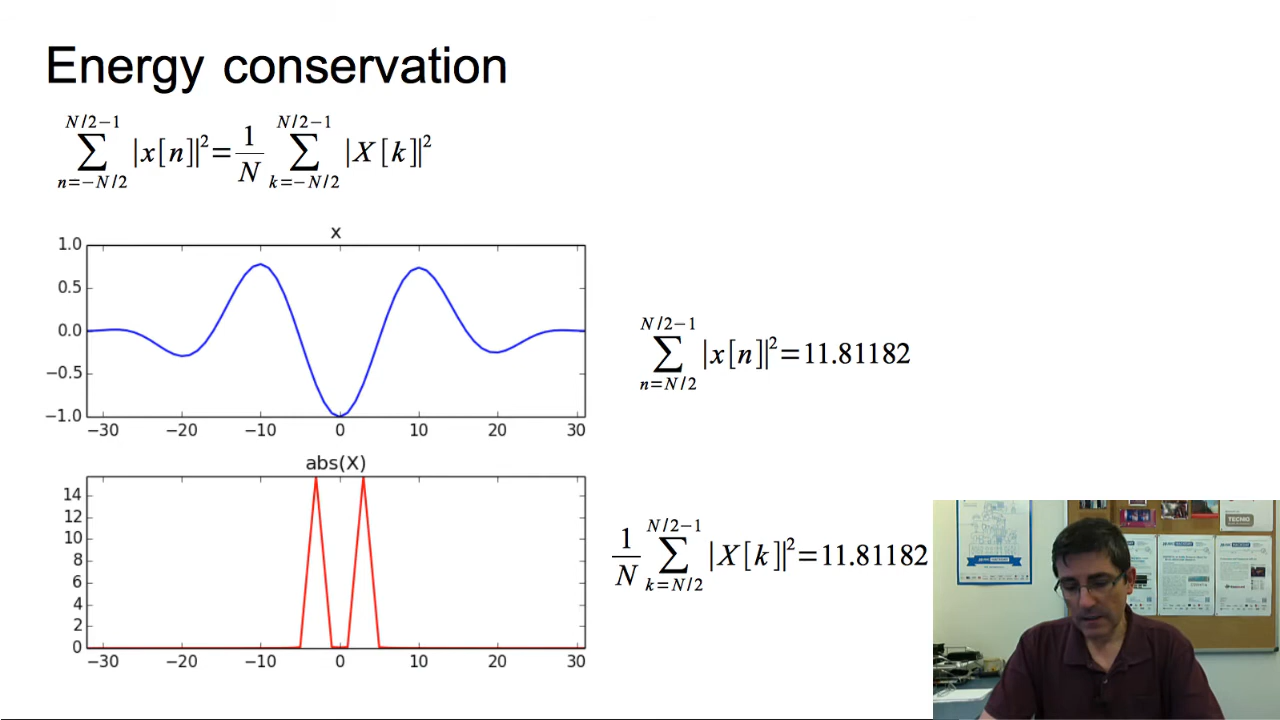 Energy conservation
N/2−1 N/2−1
∑ |x[n]|²= 1/N ∑ |X[k]|²
n=−N/2 k=−N/2
x
1.0
0.5
0.0
−0.5
−1.0
−30 −20 −10 0 10 20 30
N/2−1
∑ |x[n]|²=11.81182
n=N/2
abs(X)
14
12
10
8
6
4
2
0
−30 −20 −10 0 10 20 30
N/2−1
1/N ∑ |X[k]|²=11.81182
k=N/2
TECNIO